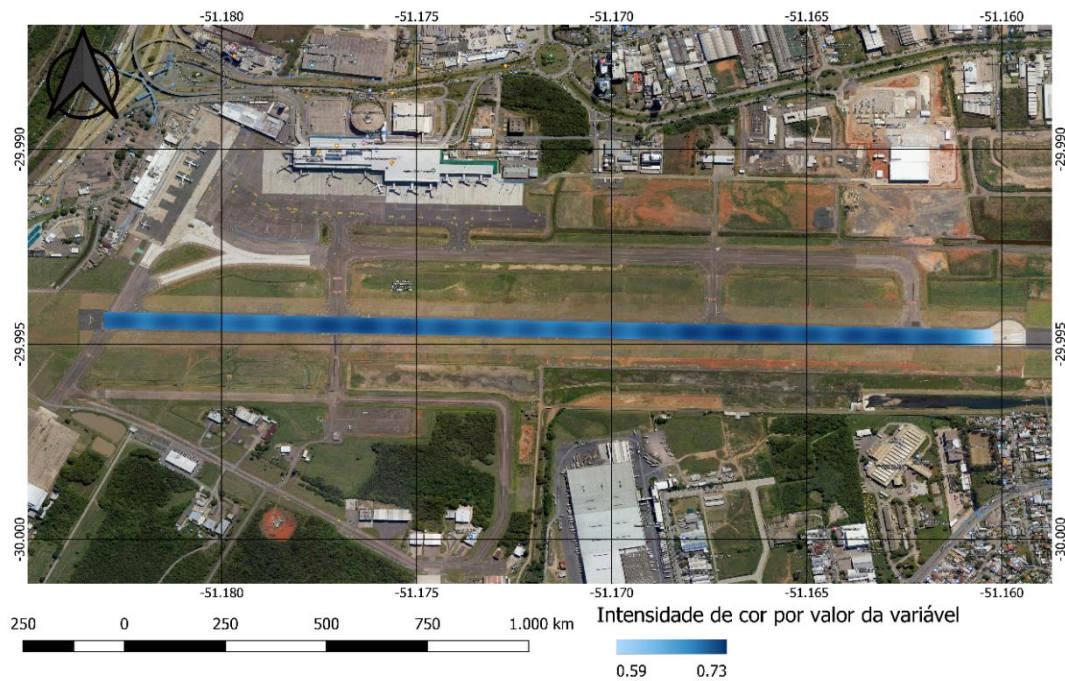 -51.180 -51.175 -51.170 -51.165 -51.160
-29.990 -29.990
-29.995 -29.995
-30.000 -30.000
-51.180 -51.175 -51.170 -51.165 -51.160
Intensidade de cor por valor da variável
250 0 250 500 750 1.000 km
0.59 0.73